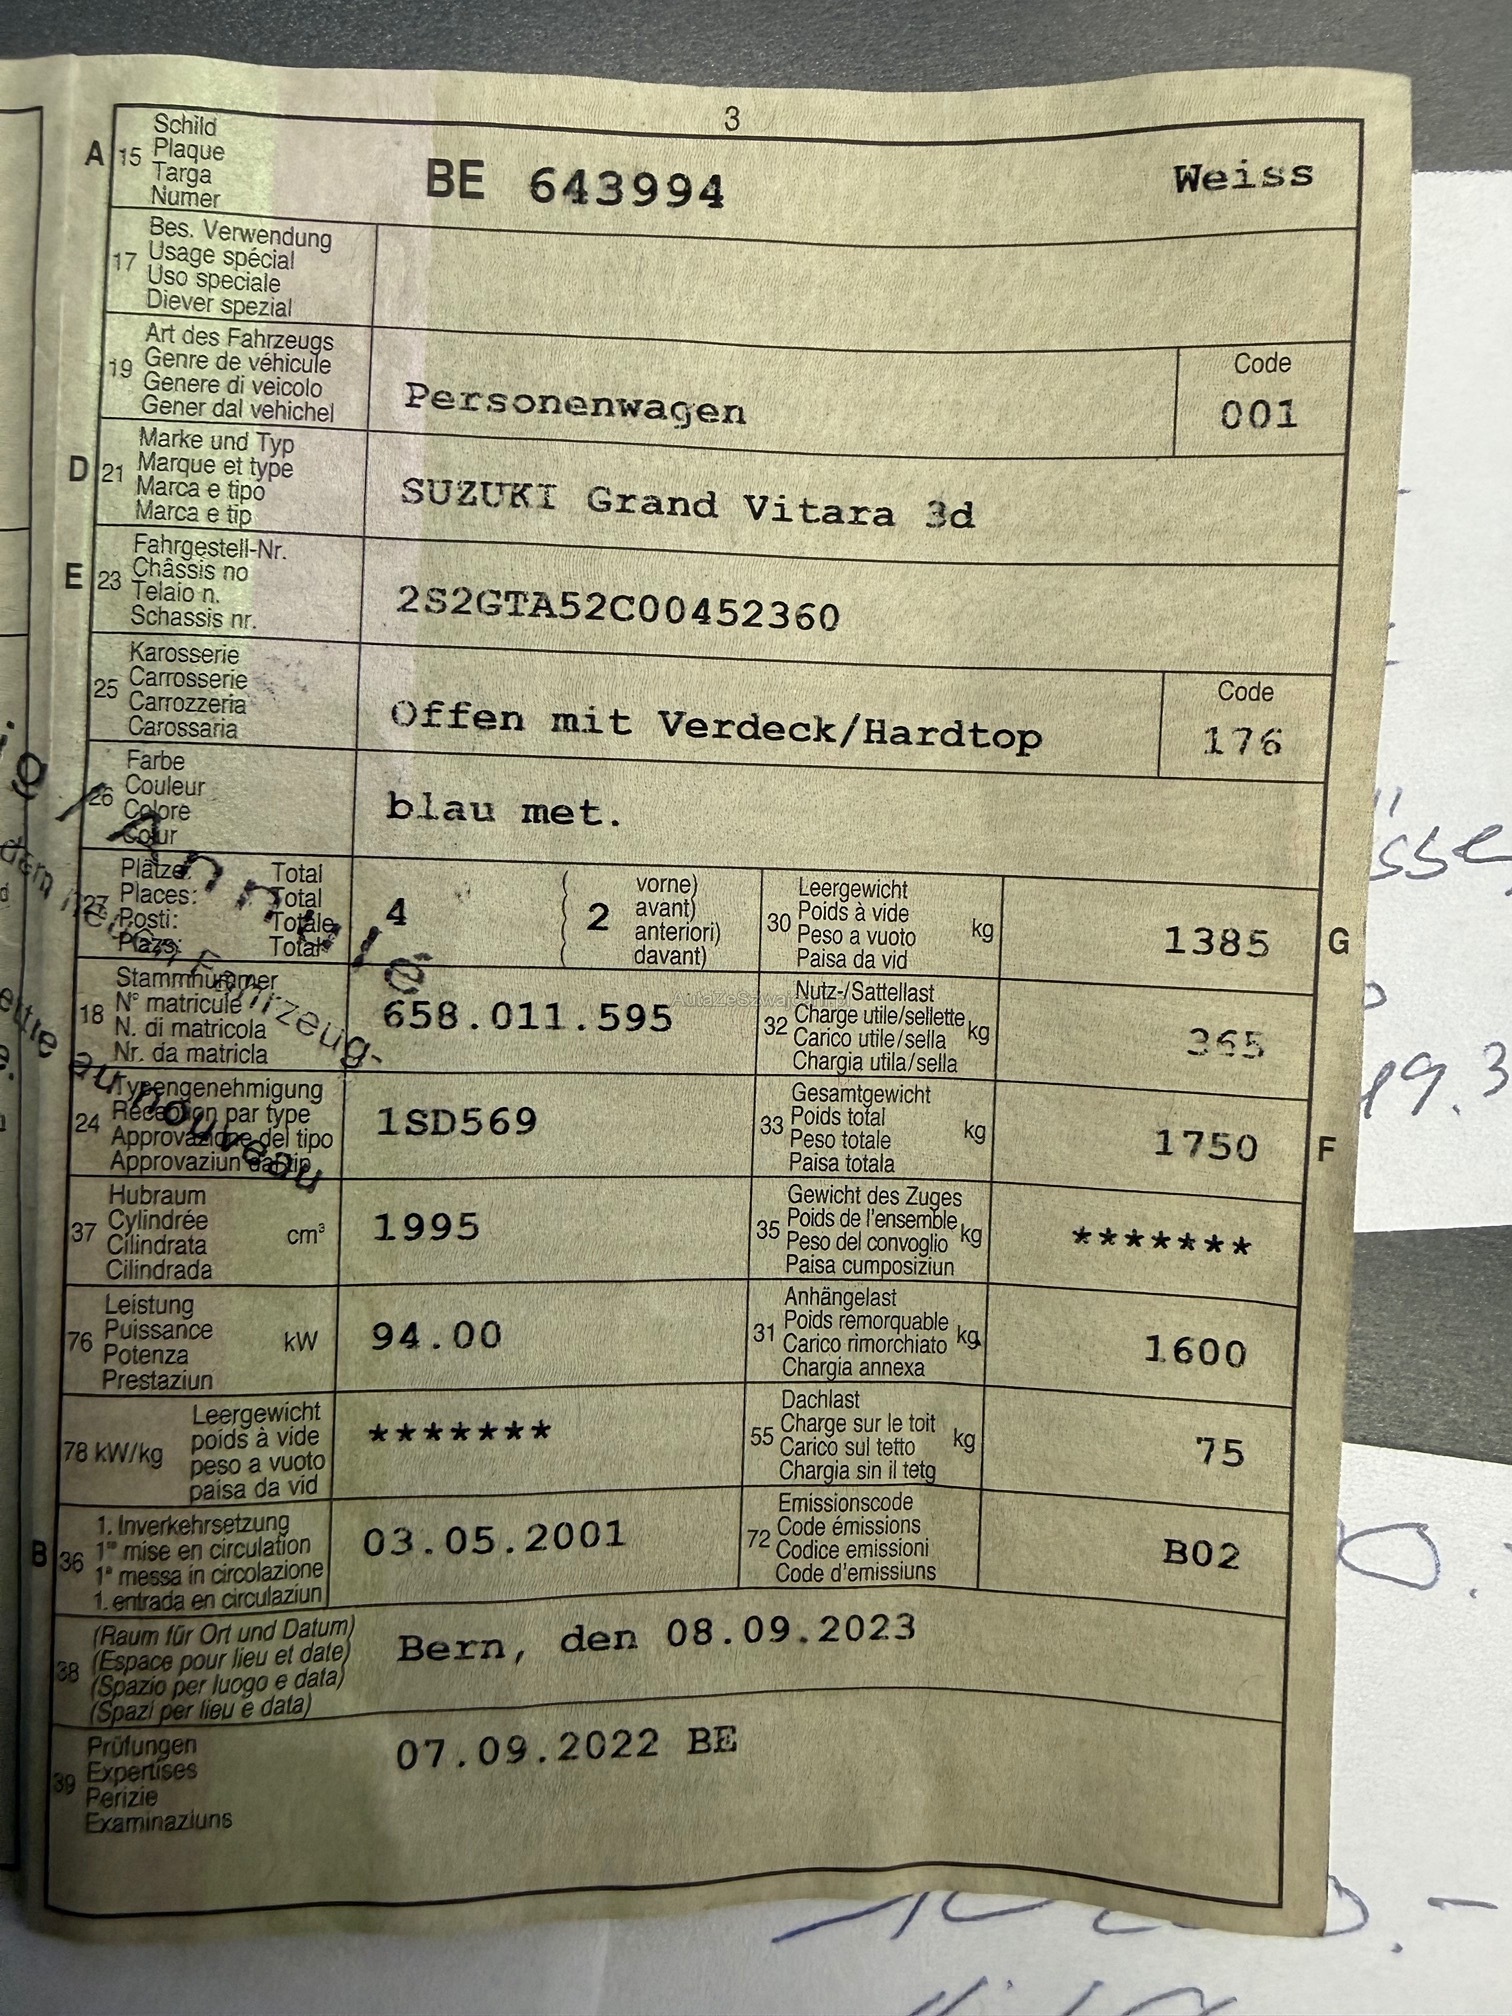 3
A 15 Schild
Plaque
Targa
Numer
BE 643994 Weiss
17 Bes. Verwendung
Usage spécial
Uso speciale
Diever spezial
19 Art des Fahrzeugs
Genre de véhicule
Genere di veicolo
Gener dal vehichel
Personenwagen
Code
001
D 21 Marke und Typ
Marque et type
Marca e tipo
Marca e tip
SUZUKI Grand Vitara 3d
E 23 Fahrgestell-Nr.
Châssis no
Telaio n.
Schassis nr.
2S2GTA52C00452360
25 Karosserie
Carrosserie
Carrozzeria
Carossaria
Offen mit Verdeck/Hardtop
Code
176
26 Farbe
Couleur
Colore
Colur
blau met.
27 Plätze: Total
Places: Total
Posti: Totale
Plazs: Total
4
( 2 vorne)
( avant)
( anteriori)
( davant)
30 Leergewicht
Poids à vide
Peso a vuoto
Paisa da vid
kg
1385 G
18 Stammnummer
N° matricule
N. di matricola
Nr. da matricla
658.011.595
32 Nutz-/Sattellast
Charge utile/sellette
Carico utile/sella
Chargia utila/sella
kg
365
24 Typengenehmigung
Réception par type
Approvazione del tipo
Approvaziun dal tip
1SD569
33 Gesamtgewicht
Poids total
Peso totale
Paisa totala
kg
1750 F
37 Hubraum
Cylindrée
Cilindrata
Cilindrada
cm³
1995
35 Gewicht des Zuges
Poids de l'ensemble
Peso del convoglio
Paisa cumposiziun
kg
*******
76 Leistung
Puissance
Potenza
Prestaziun
kW
94.00
31 Anhängelast
Poids remorquable
Carico rimorchiato
Chargia annexa
kg
1600
78 kW/kg
Leergewicht
poids à vide
peso a vuoto
paisa da vid
*******
55 Dachlast
Charge sur le toit
Carico sul tetto
Chargia sin il tetg
kg
75
B 36 1. Inverkehrsetzung
1re mise en circulation
1a messa in circolazione
1. entrada en circulaziun
03.05.2001
72 Emissionscode
Code émissions
Codice emissioni
Code d'emissiuns
B02
38 (Raum für Ort und Datum)
(Espace pour lieu et date)
(Spazio per luogo e data)
(Spazi per lieu e data)
Bern, den 08.09.2023
39 Prüfungen
Expertises
Perizie
Examinaziuns
07.09.2022 BE
ig / Annulé
dem neuen Fahrzeug-
au nouveau
AutaZeSzwajcarii.pl
19.3